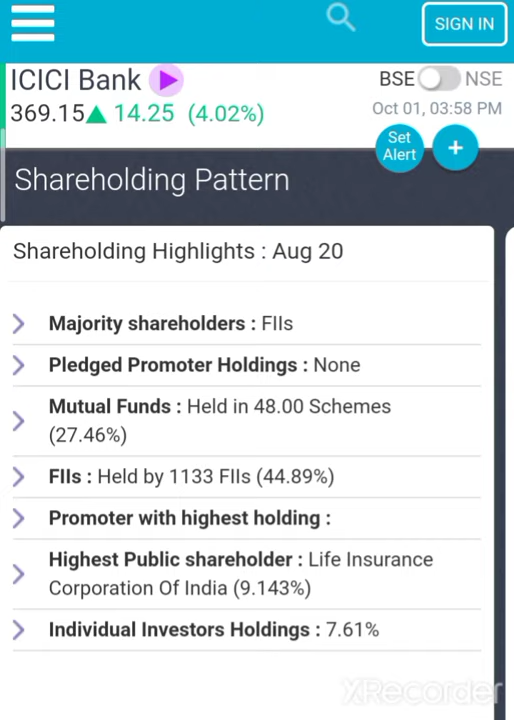 SIGN IN
ICICI Bank
BSE NSE
369.15▲ 14.25 (4.02%)
Oct 01, 03:58 PM
Set
Alert
+
Shareholding Pattern
Shareholding Highlights : Aug 20
Majority shareholders : FIIs
Pledged Promoter Holdings : None
Mutual Funds : Held in 48.00 Schemes
(27.46%)
FIIs : Held by 1133 FIIs (44.89%)
Promoter with highest holding :
Highest Public shareholder : Life Insurance
Corporation Of India (9.143%)
Individual Investors Holdings : 7.61%
XRecorder